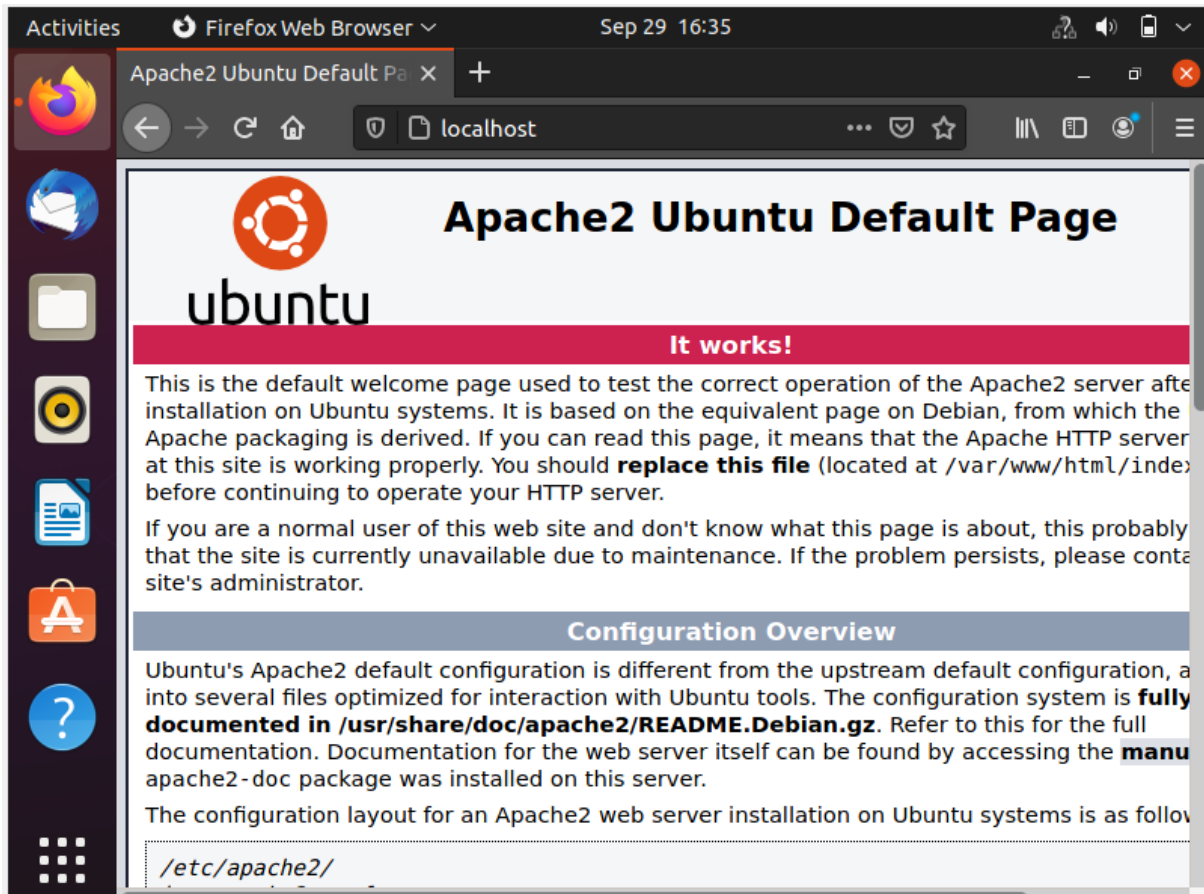 Activities
Firefox Web Browser
Sep 29 16:35
Apache2 Ubuntu Default Pa
localhost
ubuntu
Apache2 Ubuntu Default Page
It works!
This is the default welcome page used to test the correct operation of the Apache2 server afte
installation on Ubuntu systems. It is based on the equivalent page on Debian, from which the
Apache packaging is derived. If you can read this page, it means that the Apache HTTP server
at this site is working properly. You should replace this file (located at /var/www/html/index
before continuing to operate your HTTP server.
If you are a normal user of this web site and don't know what this page is about, this probably
that the site is currently unavailable due to maintenance. If the problem persists, please conta
site's administrator.
Configuration Overview
Ubuntu's Apache2 default configuration is different from the upstream default configuration, a
into several files optimized for interaction with Ubuntu tools. The configuration system is fully
documented in /usr/share/doc/apache2/README.Debian.gz. Refer to this for the full
documentation. Documentation for the web server itself can be found by accessing the manu
apache2-doc package was installed on this server.
The configuration layout for an Apache2 web server installation on Ubuntu systems is as follow
/etc/apache2/